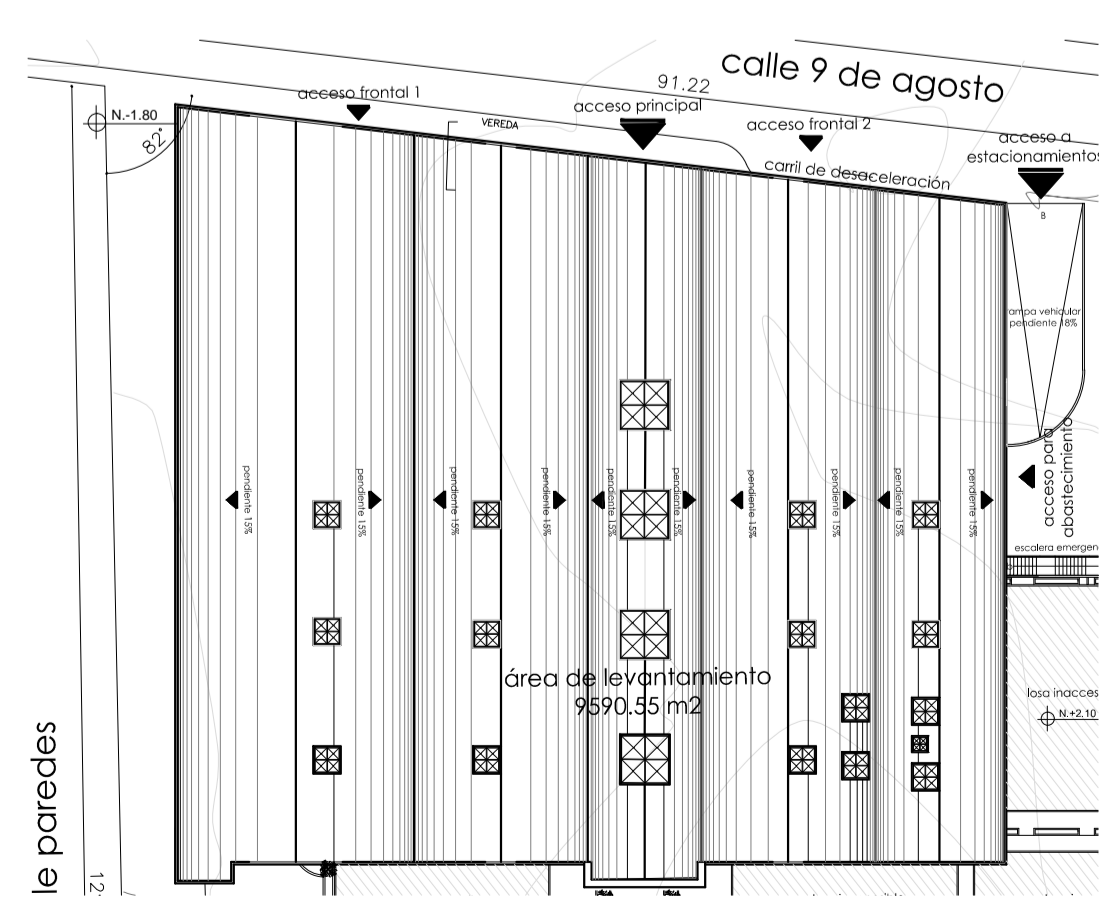 calle 9 de agosto
91.22
acceso frontal 1
acceso principal
N.-1.80
VEREDA
acceso frontal 2
acceso a
estacionamientos
82°
carril de desaceleración
B
rampa vehicular
pendiente 18%
acceso para
abastecimiento
pendiente 15%
pendiente 15%
pendiente 15%
pendiente 15%
pendiente 15%
pendiente 15%
pendiente 15%
pendiente 15%
pendiente 15%
pendiente 15%
escalera emergen
área de levantamiento
9590.55 m2
losa inacces
N.+2.10
le paredes
12